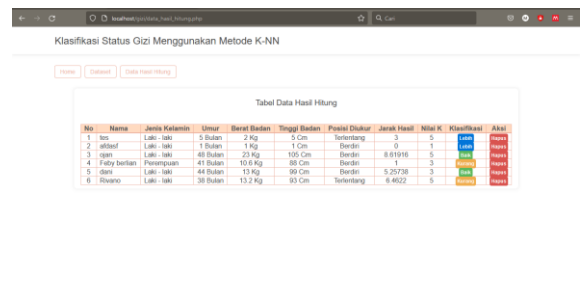 localhost/gizi/data_hasil_hitung.php
Cari
Klasifikasi Status Gizi Menggunakan Metode K-NN
Home Dataset Data Hasil Hitung
Tabel Data Hasil Hitung
No Nama Jenis Kelamin Umur Berat Badan Tinggi Badan Posisi Diukur Jarak Hasil Nilai K Klasifikasi Aksi
1 tes Laki - laki 5 Bulan 2 Kg 5 Cm Terlentang 3 5 Lebih Hapus
2 afdasf Laki - laki 1 Bulan 1 Kg 1 Cm Berdiri 0 1 Lebih Hapus
3 ojan Laki - laki 48 Bulan 23 Kg 105 Cm Berdiri 8.61916 5 Baik Hapus
4 Feby berlian Perempuan 41 Bulan 10.6 Kg 88 Cm Berdiri 1 3 Kurang Hapus
5 dani Laki - laki 44 Bulan 13 Kg 99 Cm Berdiri 5.25738 3 Baik Hapus
6 Rivano Laki - laki 38 Bulan 13.2 Kg 93 Cm Terlentang 6.4622 5 Kurang Hapus